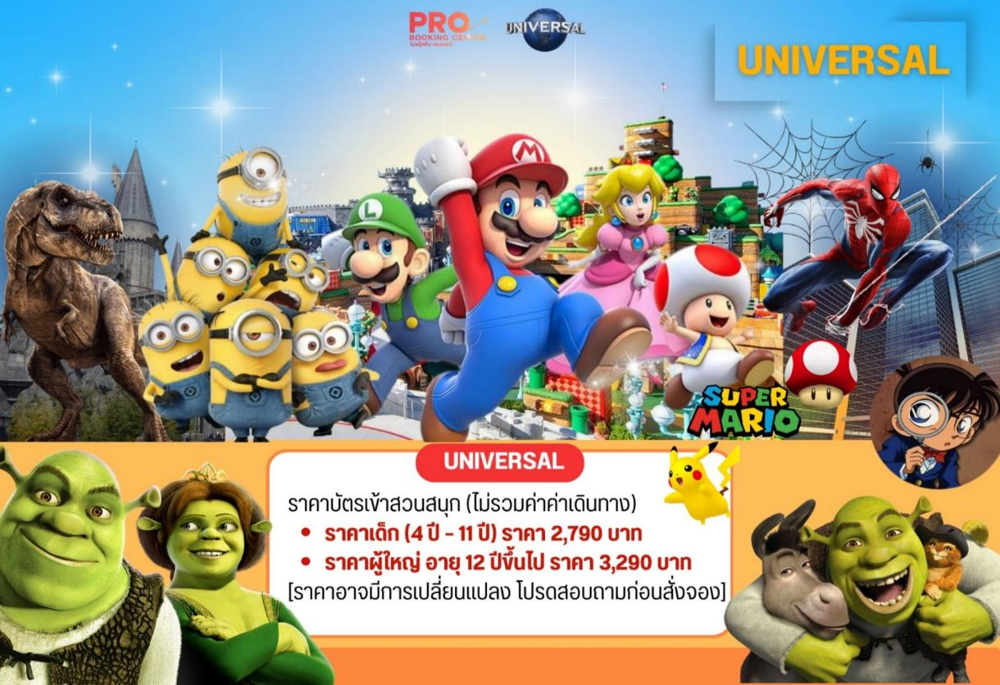 PRO
BOOKING CENTER
โปรบุ๊คกิ้ง เซนเตอร์
UNIVERSAL
UNIVERSAL
M
L
SUPER
MARIO
UNIVERSAL
ราคาบัตรเข้าสวนสนุก (ไม่รวมค่าค่าเดินทาง)
• ราคาเด็ก (4 ปี - 11 ปี) ราคา 2,790 บาท
• ราคาผู้ใหญ่ อายุ 12 ปีขึ้นไป ราคา 3,290 บาท
[ราคาอาจมีการเปลี่ยนแปลง โปรดสอบถามก่อนสั่งจอง]